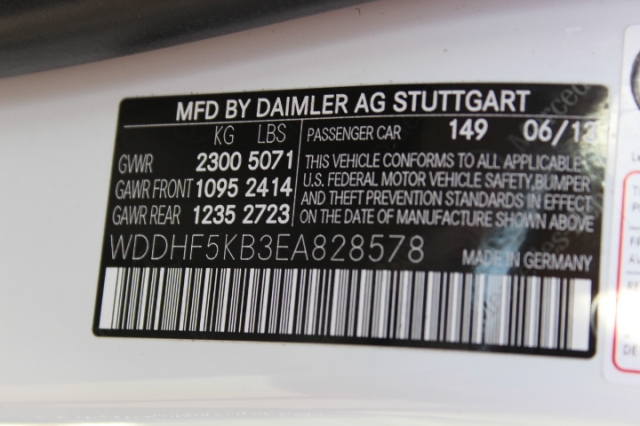 MFD BY DAIMLER AG STUTTGART
KG LBS PASSENGER CAR 149 06/13
GVWR 2300 5071
GAWR FRONT 1095 2414
GAWR REAR 1235 2723
THIS VEHICLE CONFORMS TO ALL APPLICABLE
U.S. FEDERAL MOTOR VEHICLE SAFETY, BUMPER
AND THEFT PREVENTION STANDARDS IN EFFECT
ON THE DATE OF MANUFACTURE SHOWN ABOVE
WDDHF5KB3EA828578 MADE IN GERMANY